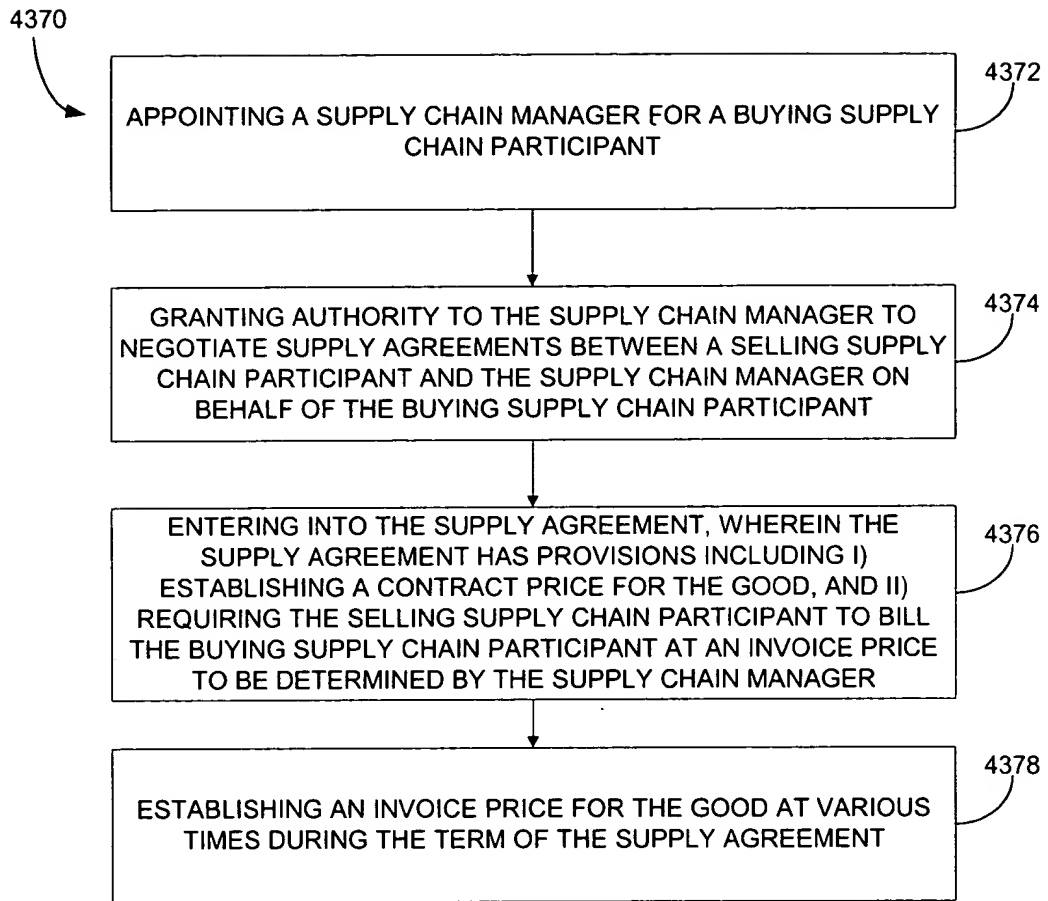 4370
4372
APPOINTING A SUPPLY CHAIN MANAGER FOR A BUYING SUPPLY
CHAIN PARTICIPANT
4374
GRANTING AUTHORITY TO THE SUPPLY CHAIN MANAGER TO
NEGOTIATE SUPPLY AGREEMENTS BETWEEN A SELLING SUPPLY
CHAIN PARTICIPANT AND THE SUPPLY CHAIN MANAGER ON
BEHALF OF THE BUYING SUPPLY CHAIN PARTICIPANT
4376
ENTERING INTO THE SUPPLY AGREEMENT, WHEREIN THE
SUPPLY AGREEMENT HAS PROVISIONS INCLUDING I)
ESTABLISHING A CONTRACT PRICE FOR THE GOOD, AND II)
REQUIRING THE SELLING SUPPLY CHAIN PARTICIPANT TO BILL
THE BUYING SUPPLY CHAIN PARTICIPANT AT AN INVOICE PRICE
TO BE DETERMINED BY THE SUPPLY CHAIN MANAGER
4378
ESTABLISHING AN INVOICE PRICE FOR THE GOOD AT VARIOUS
TIMES DURING THE TERM OF THE SUPPLY AGREEMENT